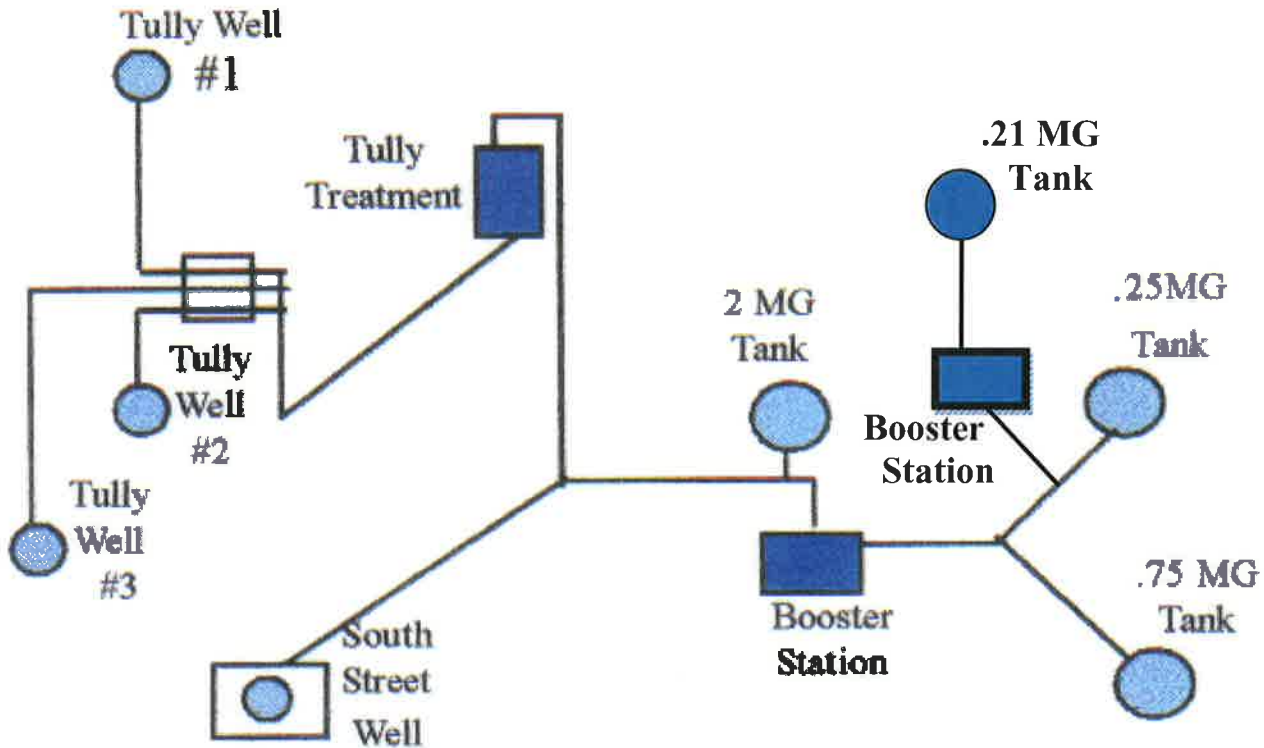 Tully Well
#1
Tully
Treatment
.21 MG
Tank
2 MG
Tank
.25MG
Tank
Tully
Well
#2
Booster
Station
Tully
Well
#3
.75 MG
Tank
Booster
Station
South
Street
Well